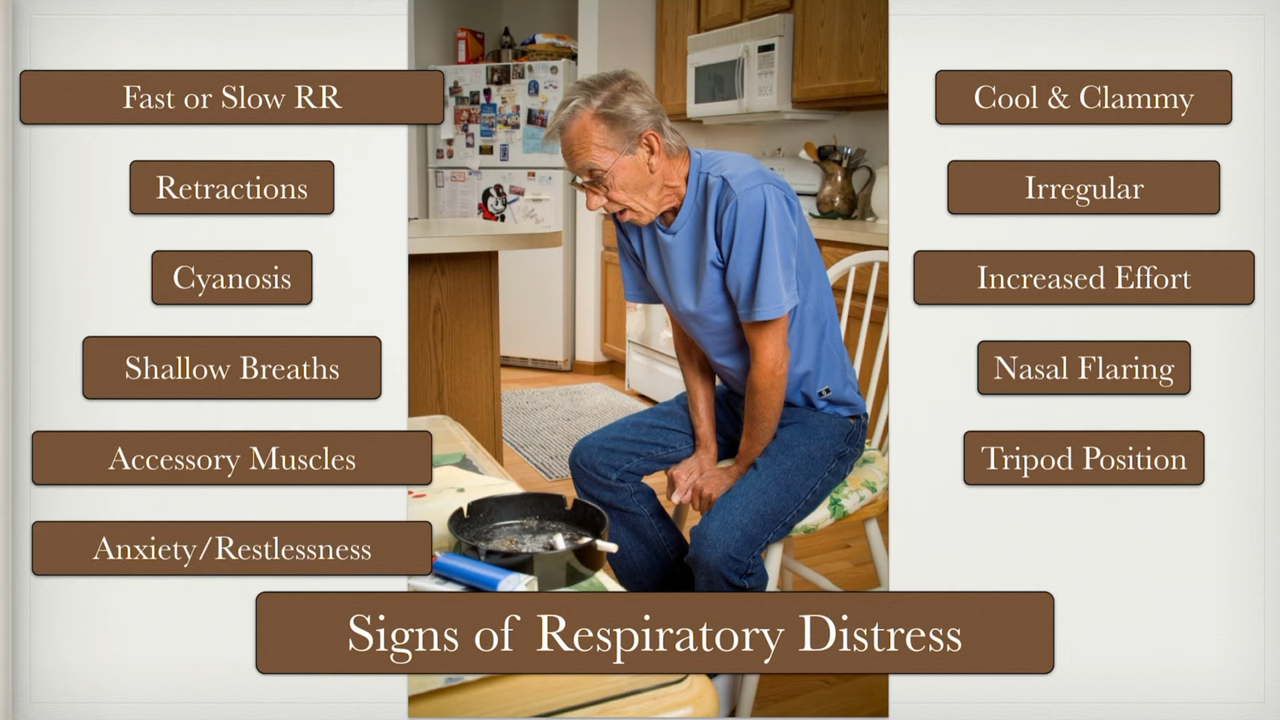 Fast or Slow RR
Retractions
Cyanosis
Shallow Breaths
Accessory Muscles
Anxiety/Restlessness
Cool & Clammy
Irregular
Increased Effort
Nasal Flaring
Tripod Position
Signs of Respiratory Distress